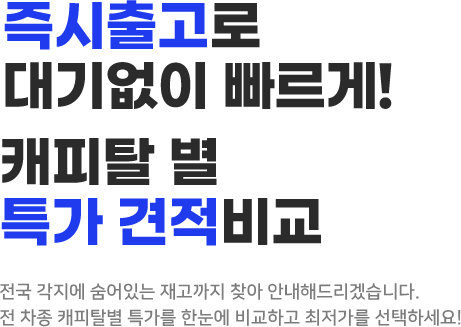 즉시출고로
대기없이 빠르게!
캐피탈 별
특가 견적비교
전국 각지에 숨어있는 재고까지 찾아 안내해드리겠습니다.
전 차종 캐피탈별 특가를 한눈에 비교하고 최저가를 선택하세요!